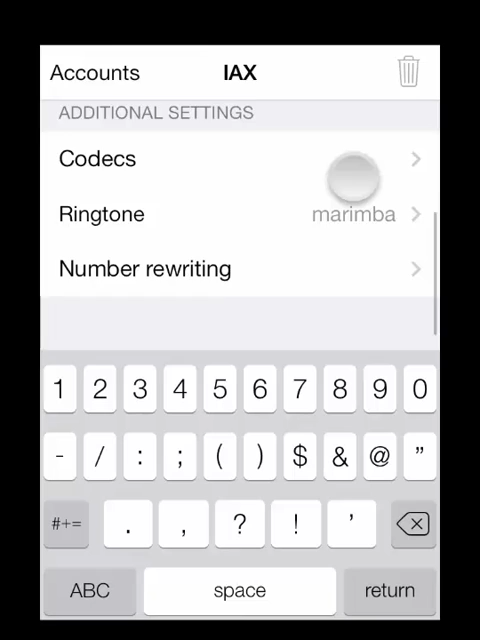 Accounts IAX
ADDITIONAL SETTINGS
Codecs
Ringtone marimba
Number rewriting
1 2 3 4 5 6 7 8 9 0
- / : ; ( ) $ & @ ”
#+= . , ? ! ’
ABC space return